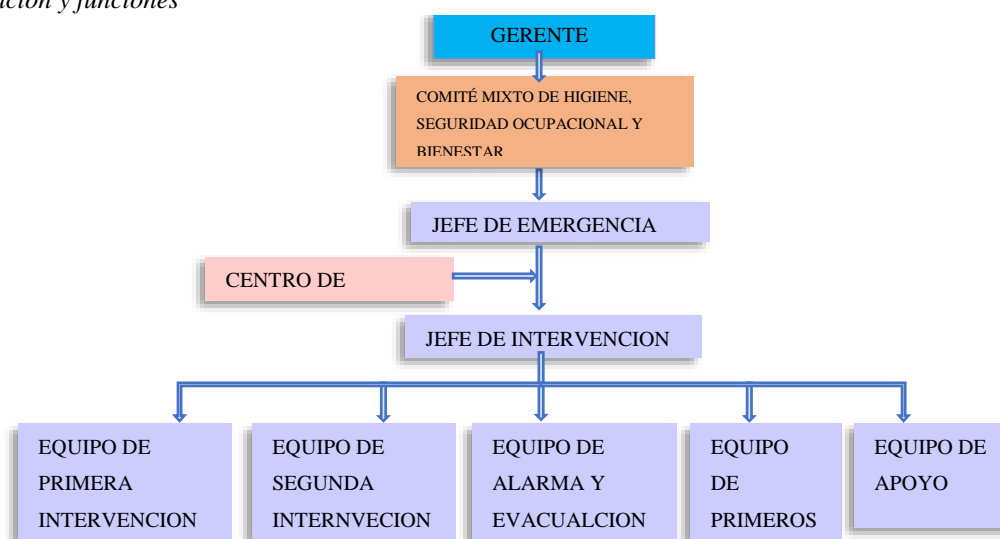 y funciones
GERENTE
COMITÉ MIXTO DE HIGIENE,
SEGURIDAD OCUPACIONAL Y
BIENESTAR
JEFE DE EMERGENCIA
CENTRO DE
JEFE DE INTERVENCION
EQUIPO DE
PRIMERA
INTERVENCION
EQUIPO DE
SEGUNDA
INTERNVECION
EQUIPO DE
ALARMA Y
EVACUALCION
EQUIPO
DE
PRIMEROS
EQUIPO DE
APOYO